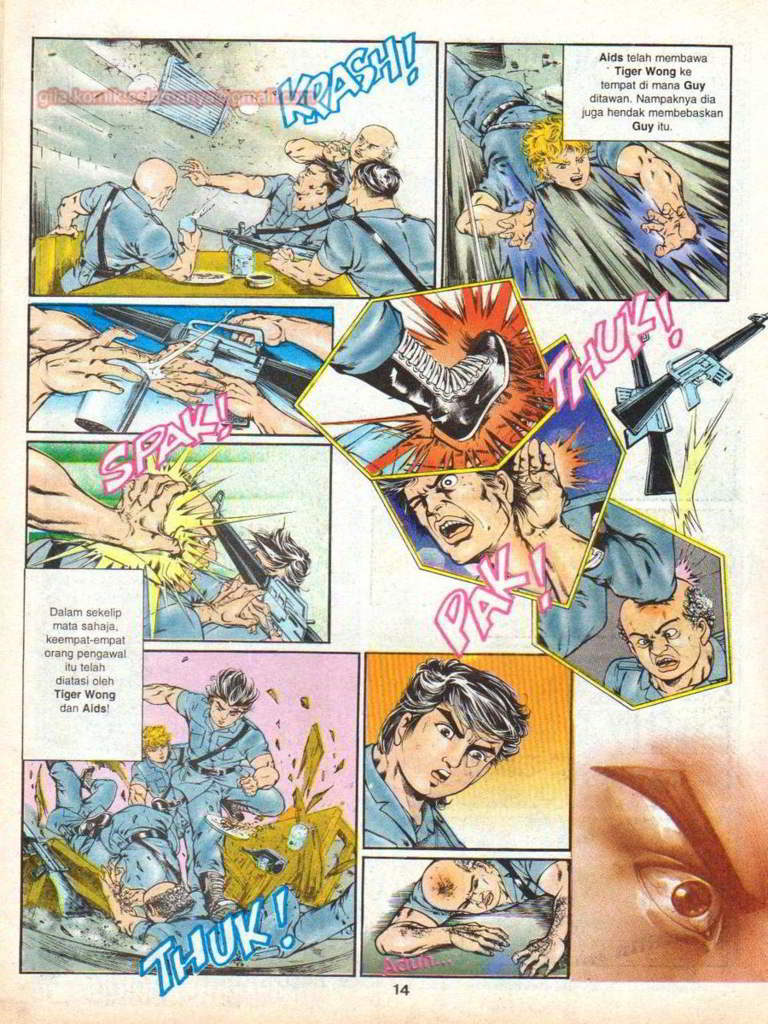 KRASH!
Aids telah membawa
Tiger Wong ke
tempat di mana Guy
ditawan. Nampaknya dia
juga hendak membebaskan
Guy itu.
THUK!
SPAK!
PAK!
Dalam sekelip
mata sahaja,
keempat-empat
orang pengawal
itu telah
diatasi oleh
Tiger Wong
dan Aids!
THUK!
Aduh...
14